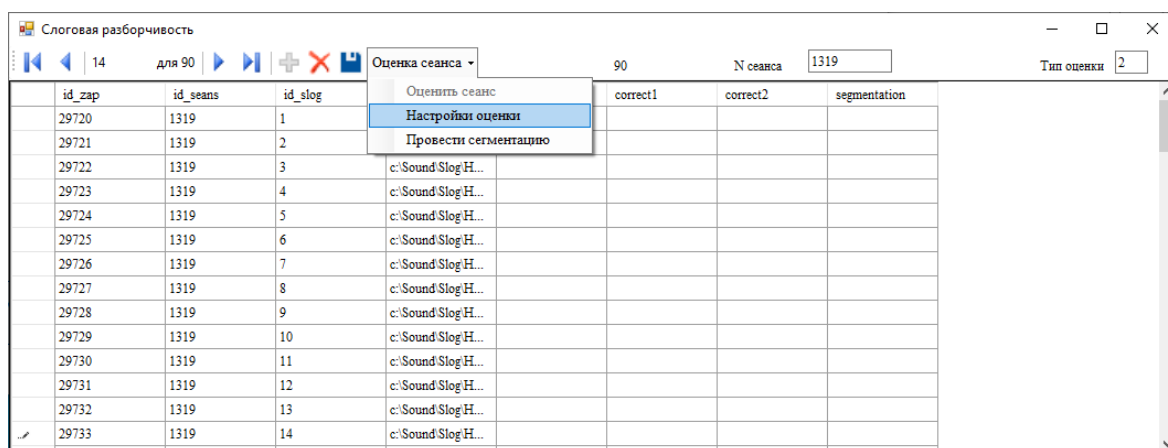 Слоговая разборчивость
14 для 90 Оценка сеанса 90 N сеанса 1319 Тип оценки 2
Оценить сеанс
Настройки оценки
Провести сегментацию
id_zap id_seans id_slog correct1 correct2 segmentation
29720 1319 1
29721 1319 2
29722 1319 3 c:\Sound\Slog\H...
29723 1319 4 c:\Sound\Slog\H...
29724 1319 5 c:\Sound\Slog\H...
29725 1319 6 c:\Sound\Slog\H...
29726 1319 7 c:\Sound\Slog\H...
29727 1319 8 c:\Sound\Slog\H...
29728 1319 9 c:\Sound\Slog\H...
29729 1319 10 c:\Sound\Slog\H...
29730 1319 11 c:\Sound\Slog\H...
29731 1319 12 c:\Sound\Slog\H...
29732 1319 13 c:\Sound\Slog\H...
29733 1319 14 c:\Sound\Slog\H...